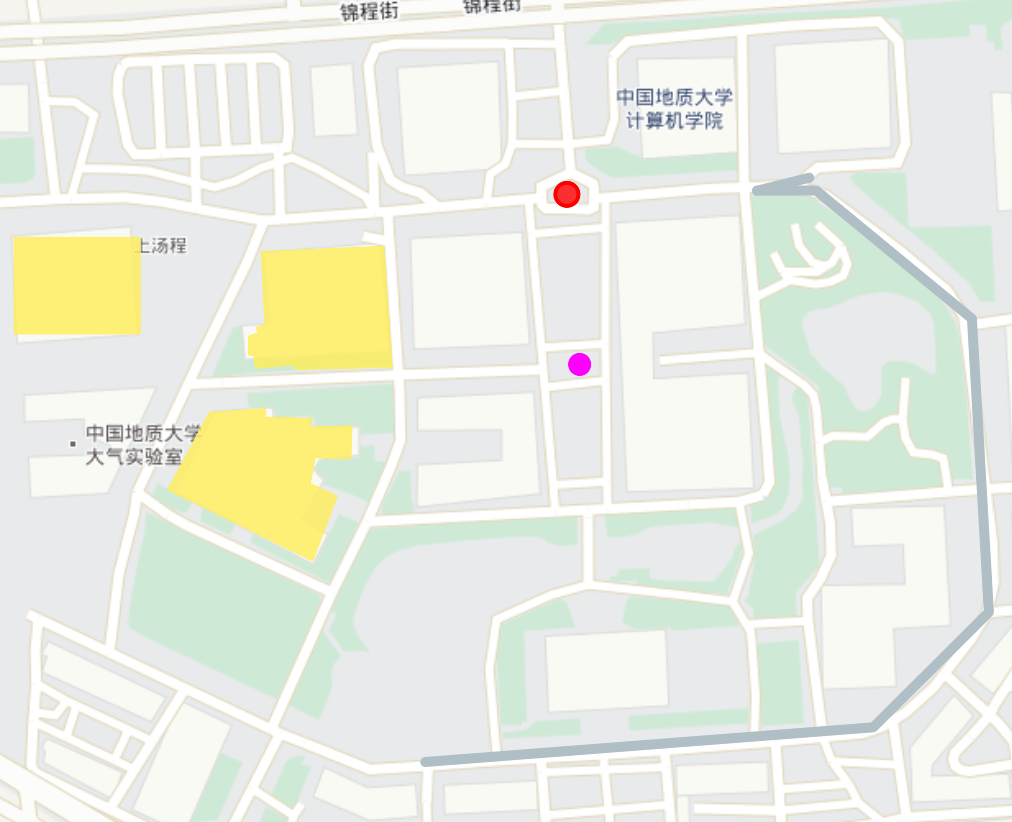 锦程街
锦程街
中国地质大学
计算机学院
上汤程
中国地质大学
大气实验室